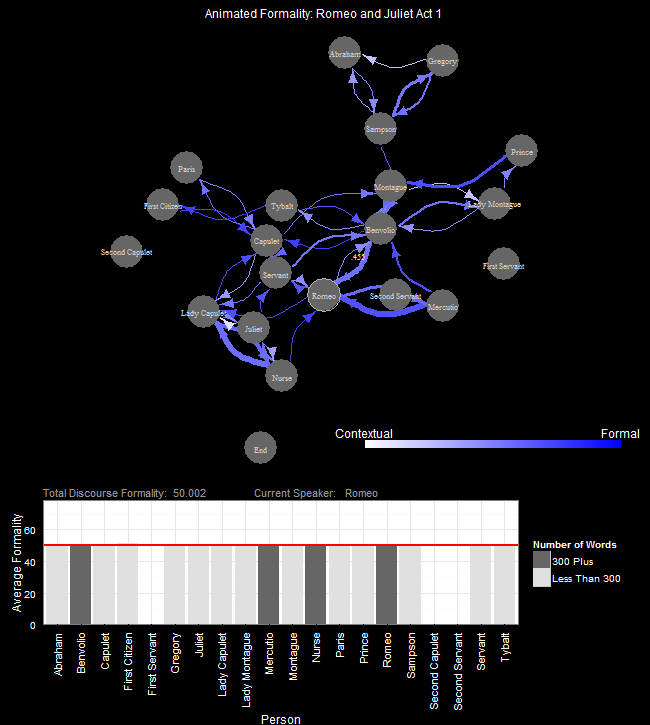 Animated Formality: Romeo and Juliet Act 1
Abraham
Gregory
Sampson
Prince
Paris
Montague
First Citizen
Tybalt
Lady Montague
Benvolio
Capulet
Second Capulet
.455
First Servant
Servant
Romeo
Second Servant
Mercutio
Lady Capulet
Juliet
Nurse
End
Contextual
Formal
Total Discourse Formality: 50.002 Current Speaker: Romeo
Average Formality
60
40
20
0
Number of Words
300 Plus
Less Than 300
Abraham
Benvolio
Capulet
First Citizen
First Servant
Gregory
Juliet
Lady Capulet
Lady Montague
Mercutio
Montague
Nurse
Paris
Prince
Romeo
Sampson
Second Capulet
Second Servant
Servant
Tybalt
Person